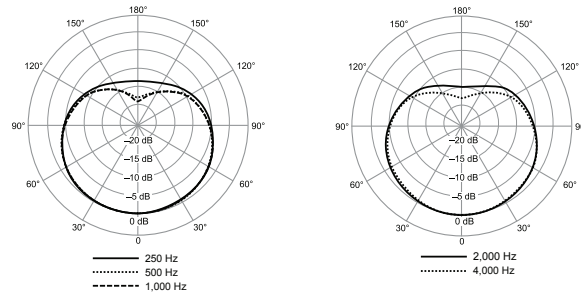 180°
150° 150°
120° 120°
90° 90°
60° 60°
30° 30°
0
–20 dB
–15 dB
–10 dB
–5 dB
0 dB
250 Hz
500 Hz
1,000 Hz
180°
150° 150°
120° 120°
90° 90°
60° 60°
30° 30°
0
–20 dB
–15 dB
–10 dB
–5 dB
0 dB
2,000 Hz
4,000 Hz